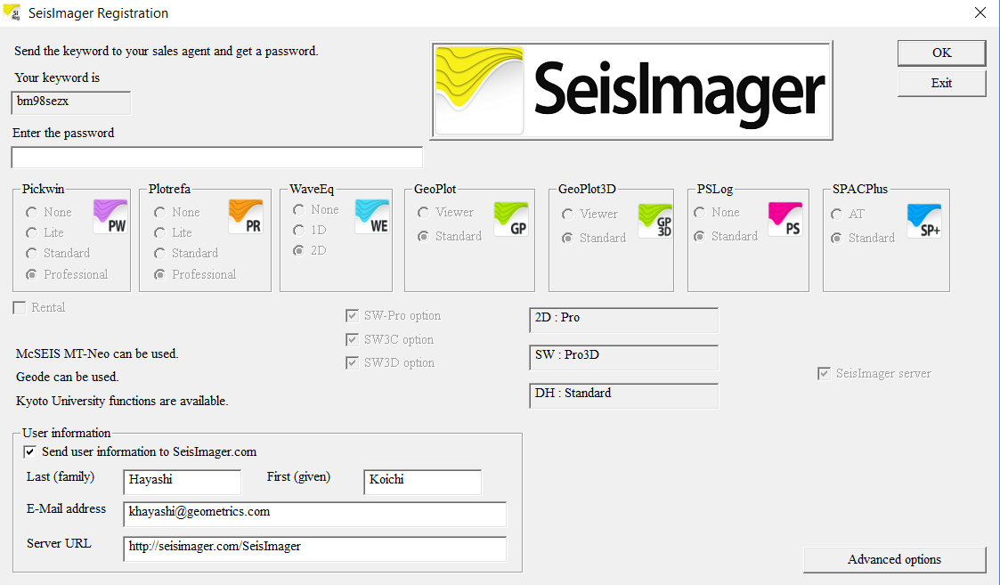 SeisImager Registration
Send the keyword to your sales agent and get a password.
Your keyword is
bm98sezx
Enter the password
SeisImager
OK
Exit
Pickwin
None
Lite
Standard
Professional
PW
Plotrefa
None
Lite
Standard
Professional
PR
WaveEq
None
1D
2D
WE
GeoPlot
Viewer
Standard
GP
GeoPlot3D
Viewer
Standard
GP
3D
PSLog
None
Standard
PS
SPACPlus
AT
Standard
SP+
Rental
SW-Pro option
SW3C option
SW3D option
2D : Pro
SW : Pro3D
DH : Standard
SeisImager server
McSEIS MT-Neo can be used.
Geode can be used.
Kyoto University functions are available.
User information
Send user information to SeisImager.com
Last (family) Hayashi First (given) Koichi
E-Mail address khayashi@geometrics.com
Server URL http://seisimager.com/SeisImager
Advanced options